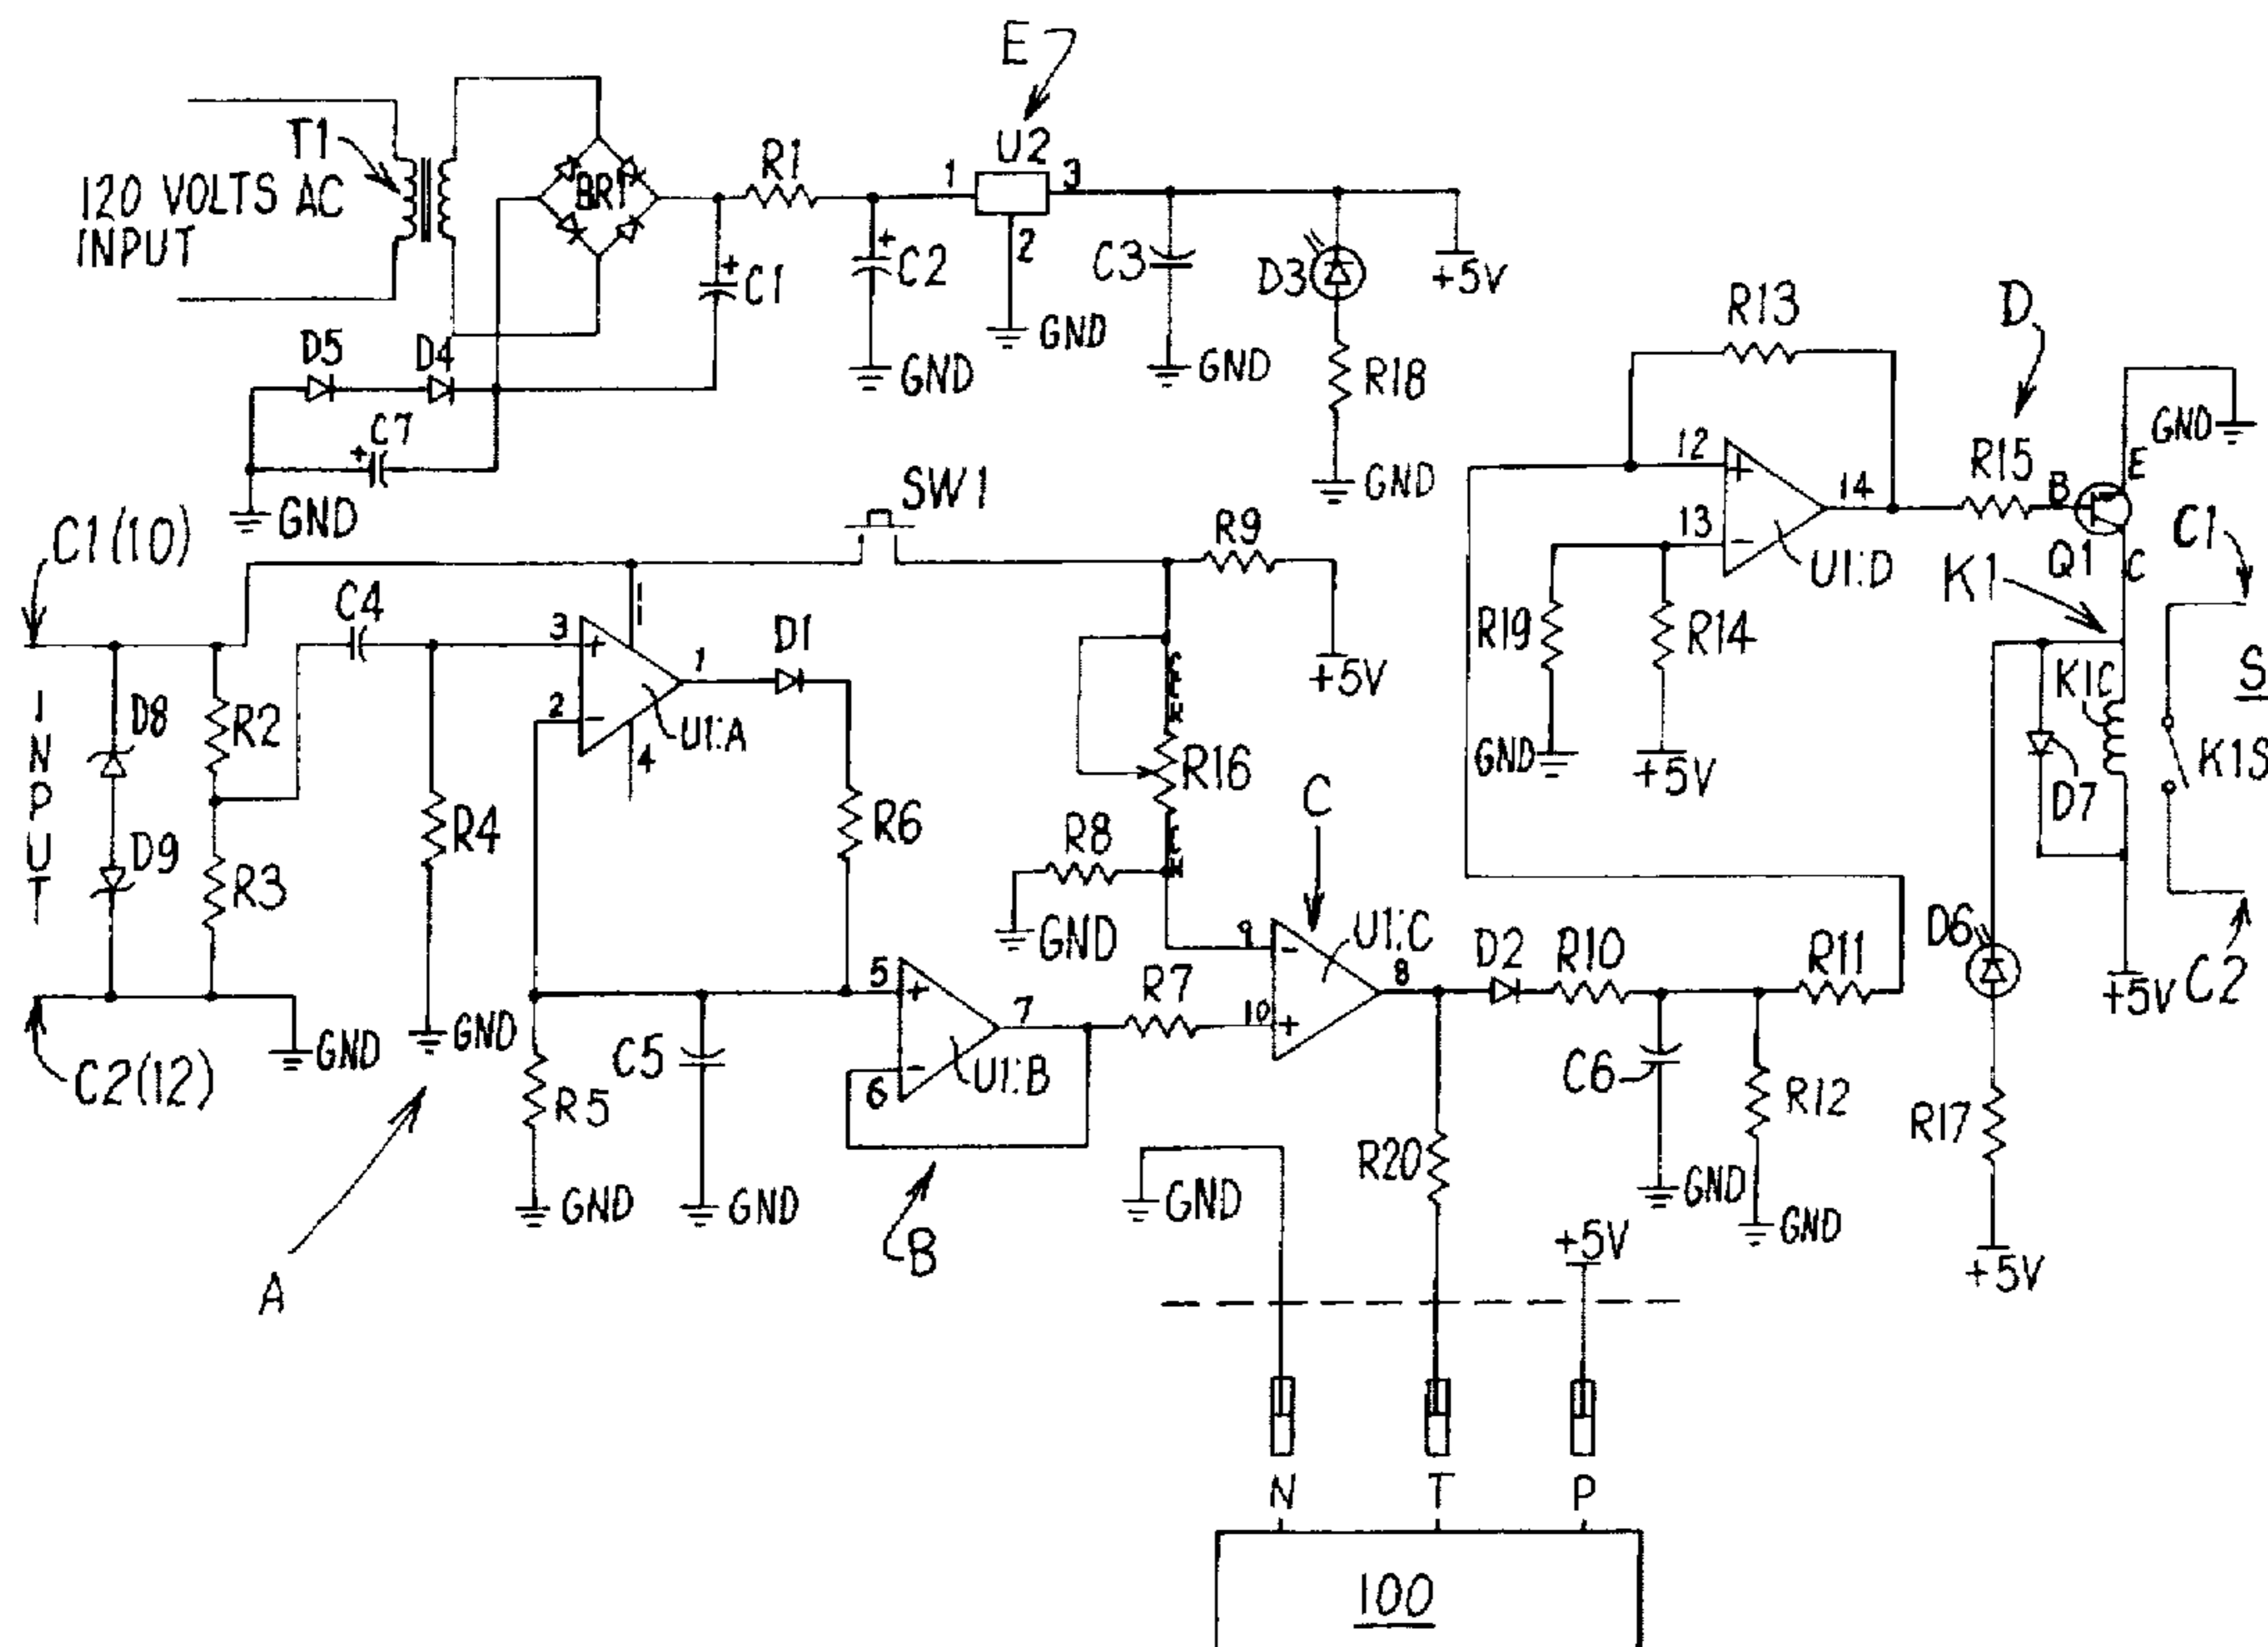 E
T1
120 VOLTS AC
INPUT
BR1
R1
1
U2
3
2
+
C1
+
C2
C3
D3
+5V
GND
GND
GND
R18
GND
D5
D4
C7
+
GND
R13
D
12
+
13
-
14
U1:D
R15
B
E
C
Q1
GND
C1(10)
C4
SW1
R9
+5V
R19
R14
GND
+5V
K1
C1
K1C
S
K1S
D7
INPUT
D8
R2
D9
R3
3
+
2
-
1
4
U1:A
D1
R4
R6
R16
R8
GND
C
9
-
10
+
8
U1:C
D2
R10
R11
D6
+5V
C2
C2(12)
GND
GND
R5
C5
5
+
6
-
7
U1:B
R7
C6
R12
R17
R20
GND
GND
GND
GND
GND
+5V
+5V
A
B
N
T
P
100